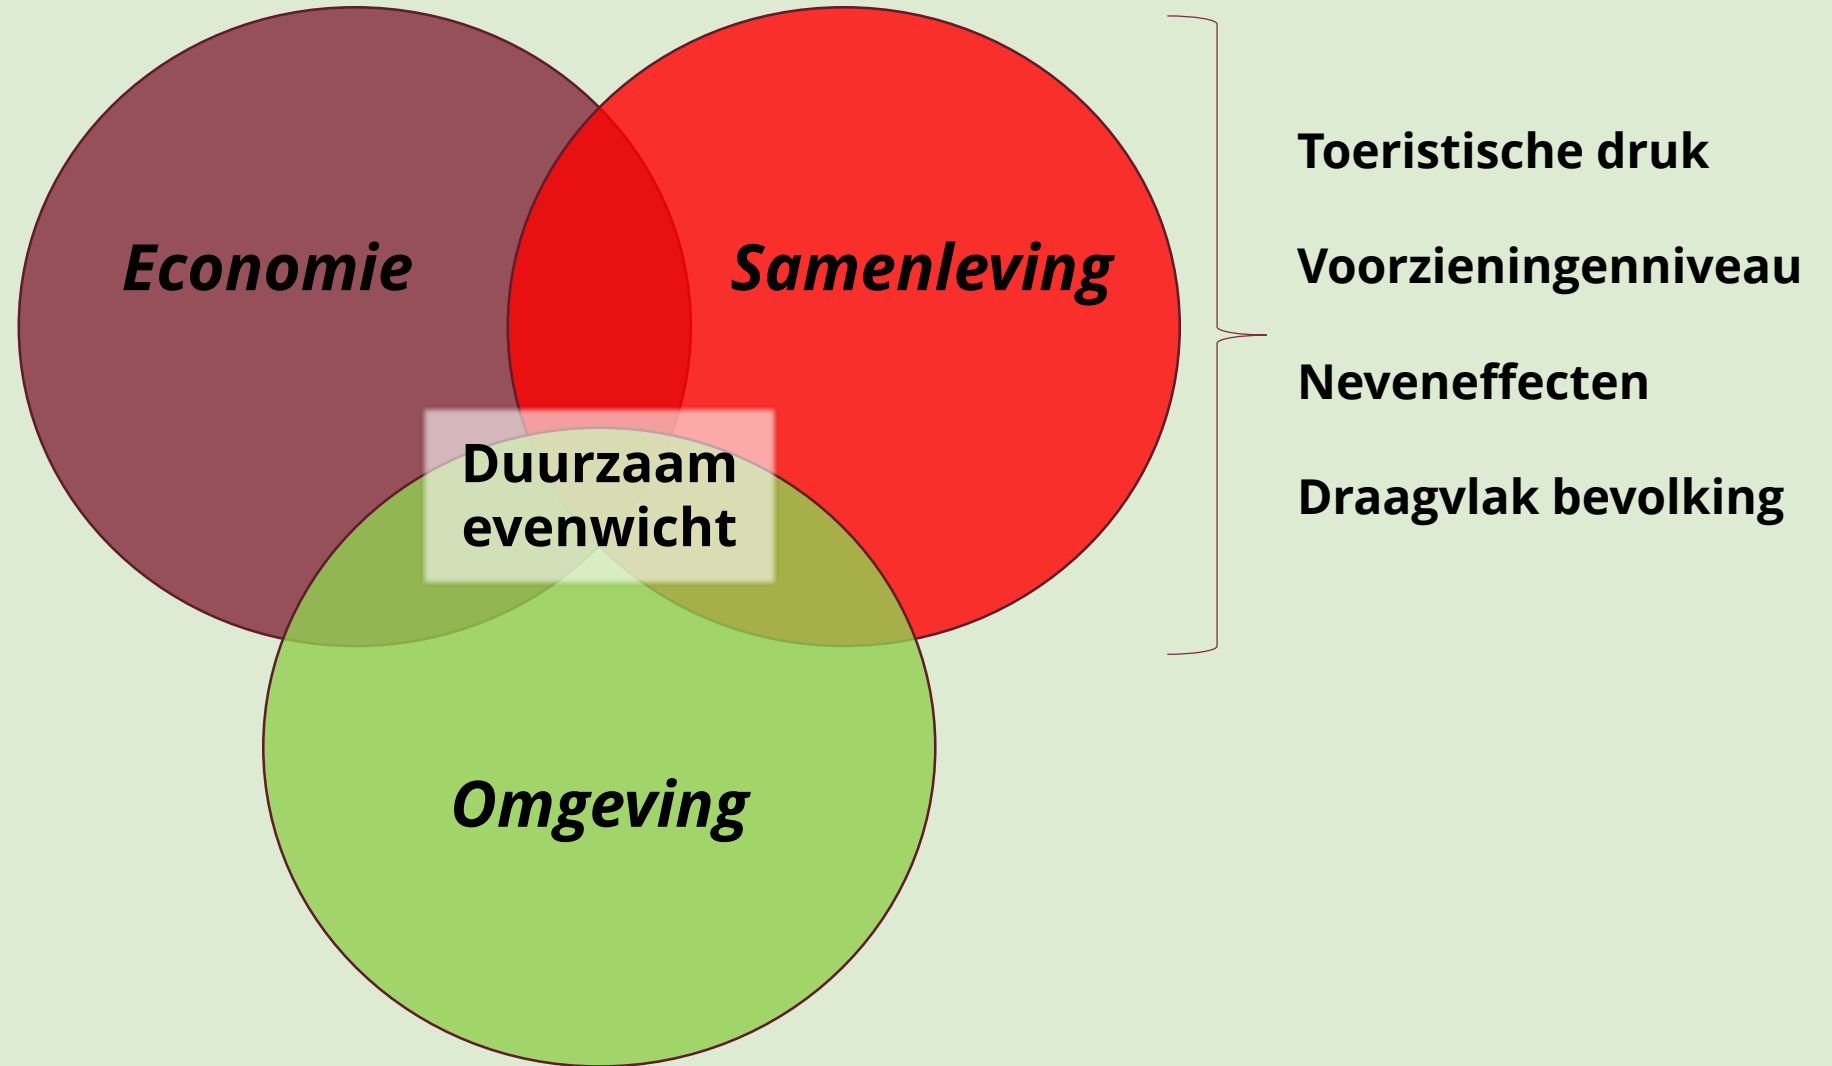 Economie
Samenleving
Duurzaam
evenwicht
Omgeving
Toeristische druk
Voorzieningenniveau
Neveneffecten
Draagvlak bevolking